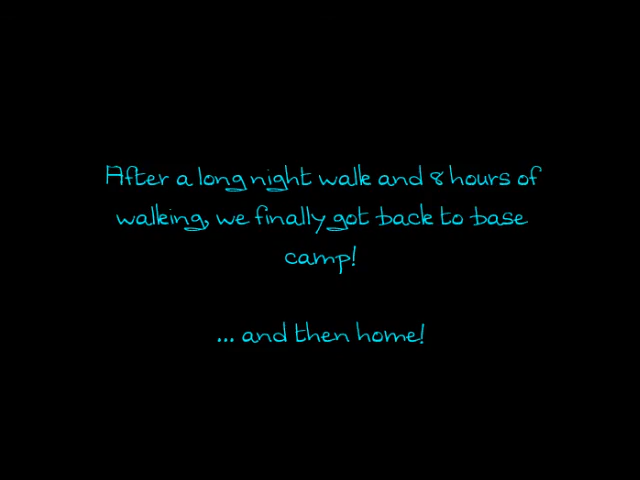 After a long night walk and 8 hours of
walking, we finally got back to base
camp!
... and then home!